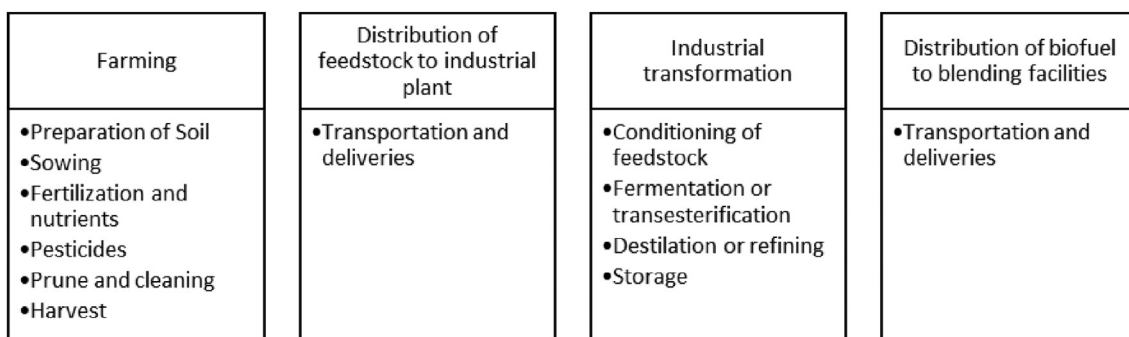 Farming
•Preparation of Soil
•Sowing
•Fertilization and
nutrients
•Pesticides
•Prune and cleaning
•Harvest
Distribution of
feedstock to industrial
plant
•Transportation and
deliveries
Industrial
transformation
•Conditioning of
feedstock
•Fermentation or
transesterification
•Destilation or refining
•Storage
Distribution of biofuel
to blending facilities
•Transportation and
deliveries